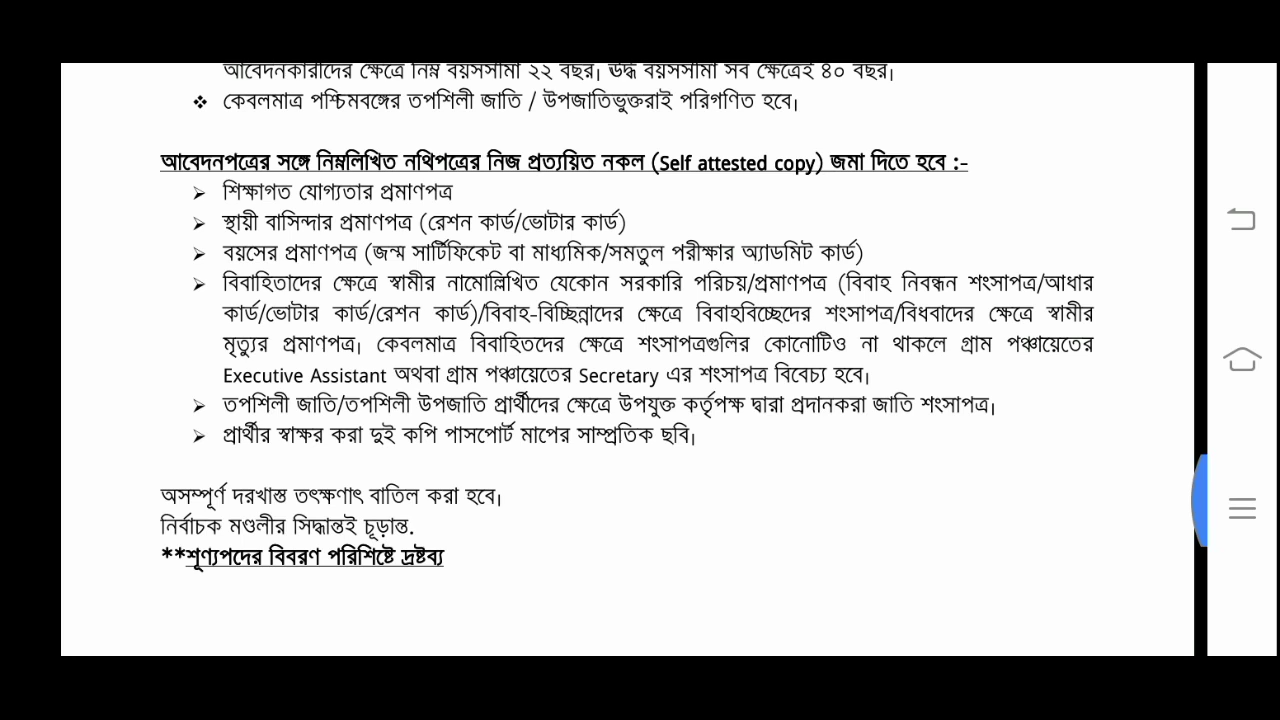 আবেদনকারীদের ক্ষেত্রে নিম্ন বয়সসীমা ২২ বছর। ঊর্দ্ধ বয়সসীমা সব ক্ষেত্রেই ৪০ বছর।
❖ কেবলমাত্র পশ্চিমবঙ্গের তপশিলী জাতি / উপজাতিভুক্তরাই পরিগণিত হবে।
আবেদনপত্রের সঙ্গে নিম্নলিখিত নথিপত্রের নিজ প্রত্যয়িত নকল (Self attested copy) জমা দিতে হবে :-
➢ শিক্ষাগত যোগ্যতার প্রমাণপত্র
➢ স্থায়ী বাসিন্দার প্রমাণপত্র (রেশন কার্ড/ভোটার কার্ড)
➢ বয়সের প্রমাণপত্র (জন্ম সার্টিফিকেট বা মাধ্যমিক/সমতুল পরীক্ষার অ্যাডমিট কার্ড)
➢ বিবাহিতাদের ক্ষেত্রে স্বামীর নামোল্লিখিত যেকোন সরকারি পরিচয়/প্রমাণপত্র (বিবাহ নিবন্ধন শংসাপত্র/আধার
কার্ড/ভোটার কার্ড/রেশন কার্ড)/বিবাহ-বিচ্ছিন্নাদের ক্ষেত্রে বিবাহবিচ্ছেদের শংসাপত্র/বিধবাদের ক্ষেত্রে স্বামীর
মৃত্যুর প্রমাণপত্র। কেবলমাত্র বিবাহিতদের ক্ষেত্রে শংসাপত্রগুলির কোনোটিও না থাকলে গ্রাম পঞ্চায়েতের
Executive Assistant অথবা গ্রাম পঞ্চায়েতের Secretary এর শংসাপত্র বিবেচ্য হবে।
➢ তপশিলী জাতি/তপশিলী উপজাতি প্রার্থীদের ক্ষেত্রে উপযুক্ত কর্তৃপক্ষ দ্বারা প্রদানকরা জাতি শংসাপত্র।
➢ প্রার্থীর স্বাক্ষর করা দুই কপি পাসপোর্ট মাপের সাম্প্রতিক ছবি।
অসম্পূর্ণ দরখাস্ত তৎক্ষণাৎ বাতিল করা হবে।
নির্বাচক মণ্ডলীর সিদ্ধান্তই চূড়ান্ত.
**শূণ্যপদের বিবরণ পরিশিষ্টে দ্রষ্টব্য